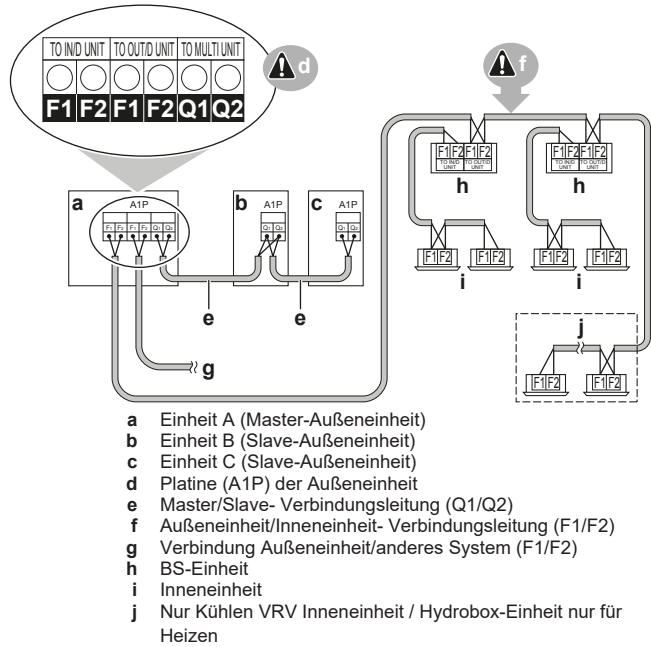 TO IN/D UNIT TO OUT/D UNIT TO MULTI UNIT
F1 F2 F1 F2 Q1 Q2
d
f
F1 F2 F1 F2
TO IN/D UNIT TO OUT/D UNIT
F1 F2 F1 F2
TO IN/D UNIT TO OUT/D UNIT
h
h
a
A1P
F1 F2 F1 F2 Q1 Q2
b
A1P
Q1 Q2
c
A1P
Q1 Q2
F1 F2
F1 F2
F1 F2
F1 F2
i
i
e
e
j
g
F1 F2
F1 F2
a Einheit A (Master-Außeneinheit)
b Einheit B (Slave-Außeneinheit)
c Einheit C (Slave-Außeneinheit)
d Platine (A1P) der Außeneinheit
e Master/Slave- Verbindungsleitung (Q1/Q2)
f Außeneinheit/Inneneinheit- Verbindungsleitung (F1/F2)
g Verbindung Außeneinheit/anderes System (F1/F2)
h BS-Einheit
i Inneneinheit
j Nur Kühlen VRV Inneneinheit / Hydrobox-Einheit nur für
Heizen